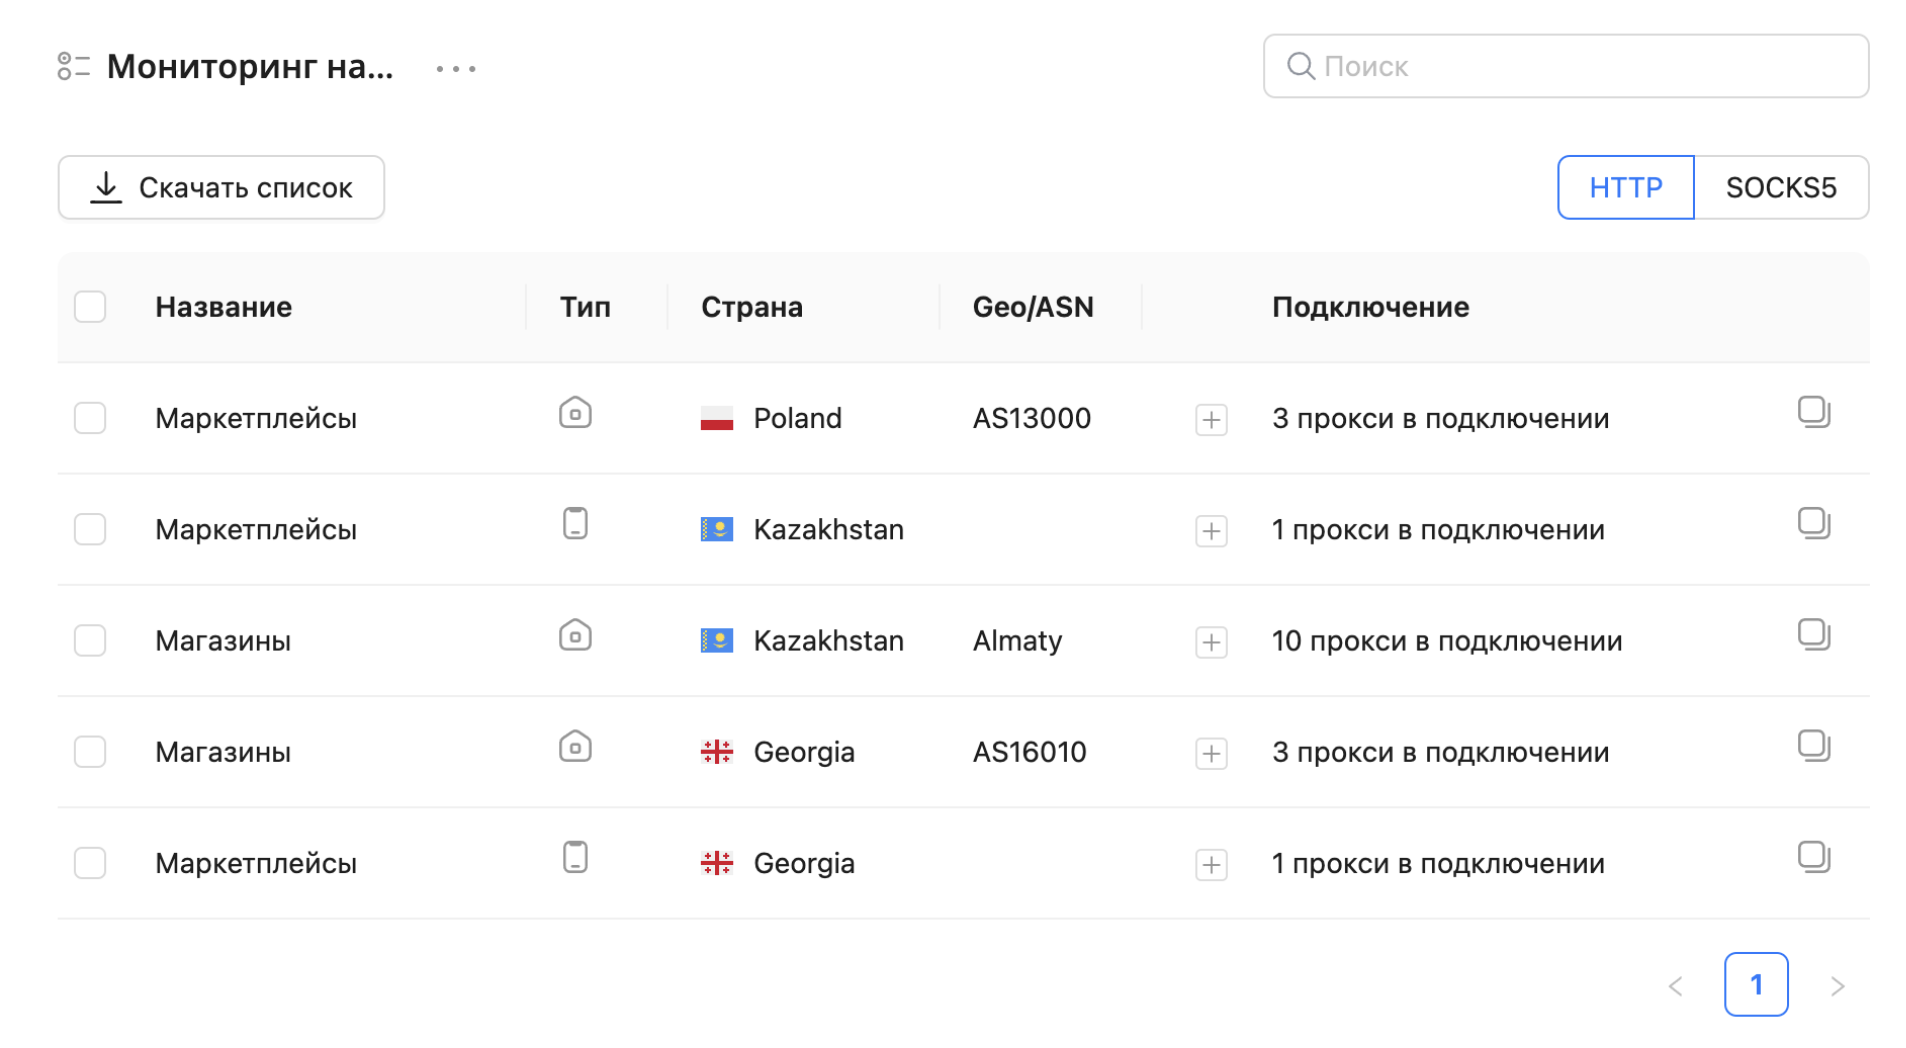 Мониторинг на...
Поиск
Скачать список
HTTP SOCKS5
Название Тип Страна Geo/ASN Подключение
Маркетплейсы Poland AS13000 3 прокси в подключении
Маркетплейсы Kazakhstan 1 прокси в подключении
Магазины Kazakhstan Almaty 10 прокси в подключении
Магазины Georgia AS16010 3 прокси в подключении
Маркетплейсы Georgia 1 прокси в подключении
1